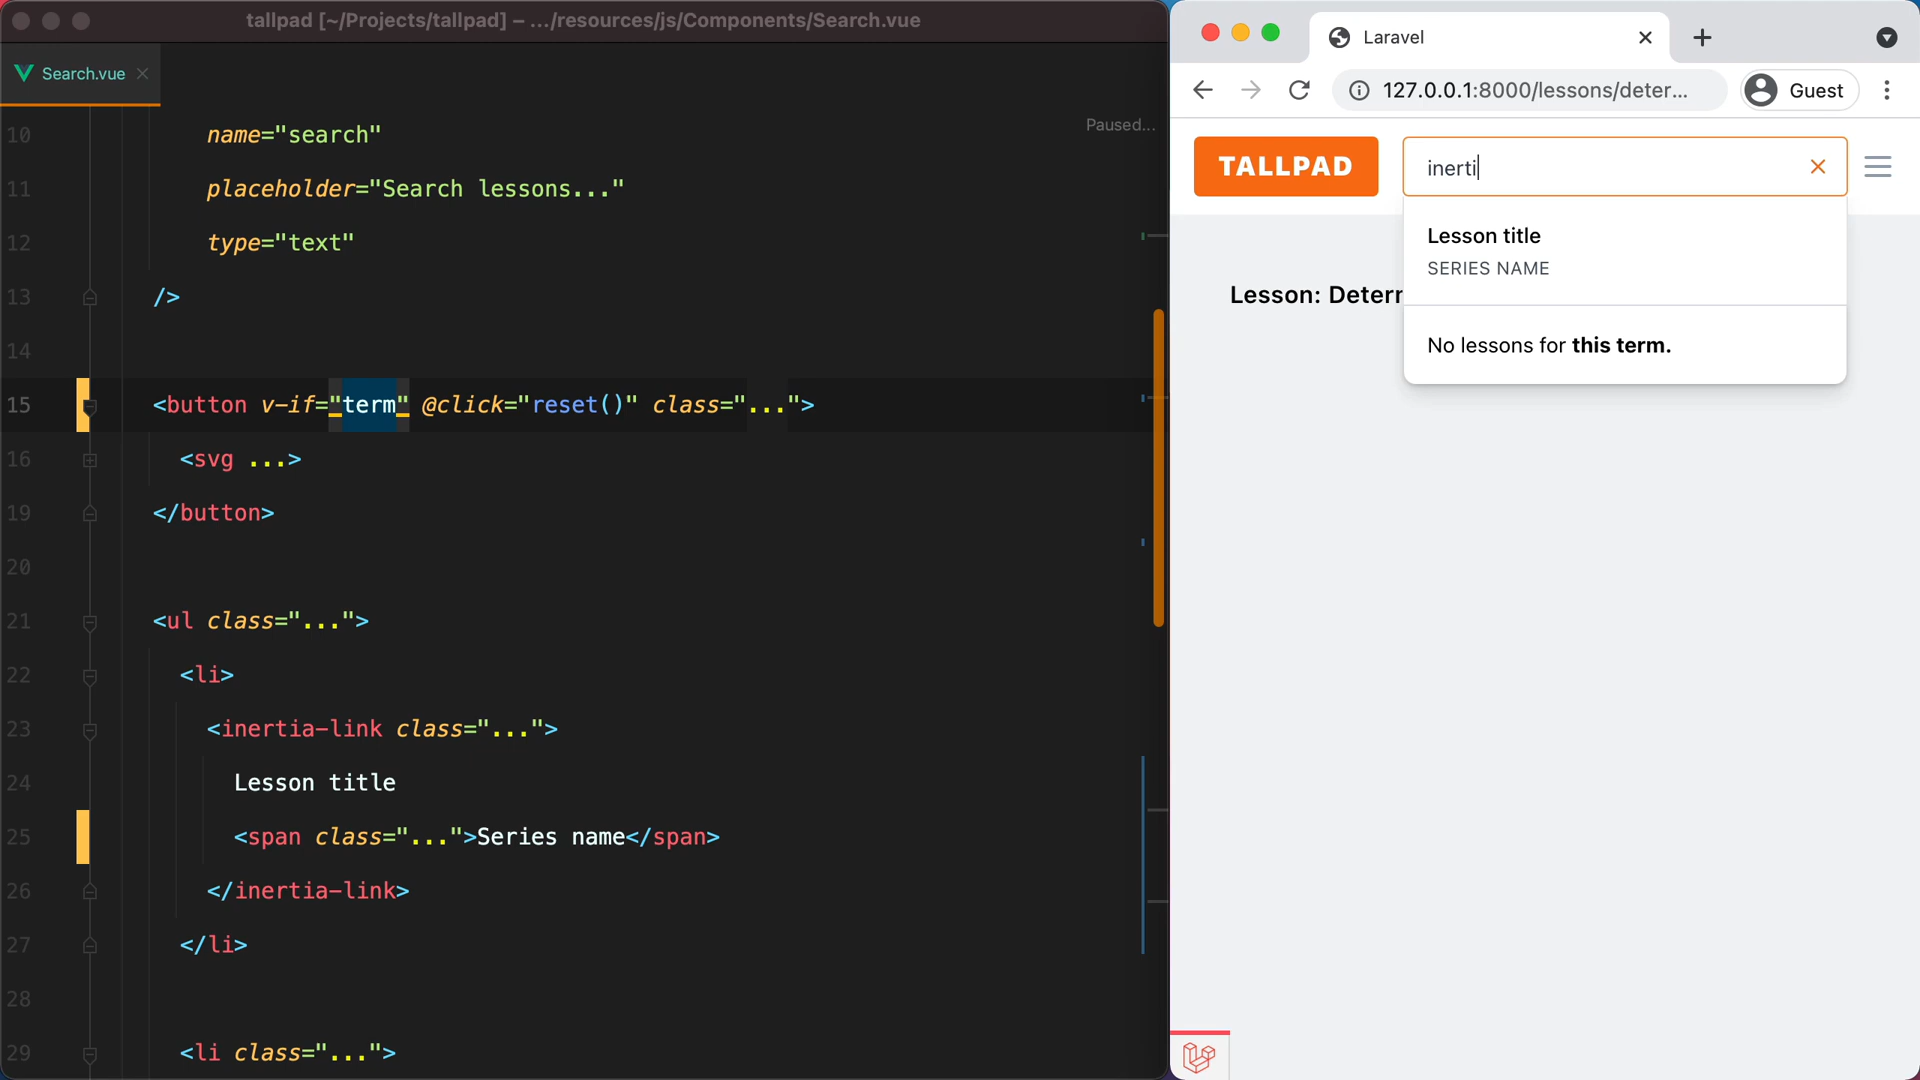 tallpad [~/Projects/tallpad] – .../resources/js/Components/Search.vue
Search.vue
Paused...
10 name="search"
11 placeholder="Search lessons..."
12 type="text"
13 />
14
15 <button v-if="term" @click="reset()" class="...">
16 <svg ...>
19 </button>
20
21 <ul class="...">
22 <li>
23 <inertia-link class="...">
24 Lesson title
25 <span class="...">Series name</span>
26 </inertia-link>
27 </li>
28
29 <li class="...">
Laravel
127.0.0.1:8000/lessons/deter...
Guest
TALLPAD
inerti
Lesson title
SERIES NAME
Lesson: Deterr
No lessons for this term.